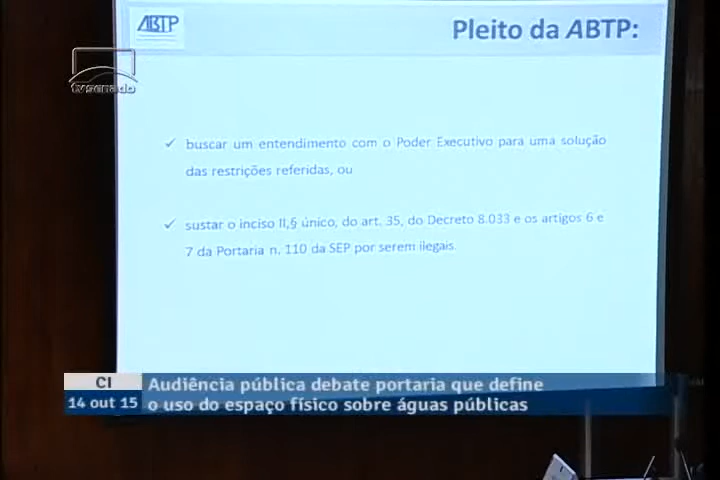 ABTP
Pleito da ABTP:
tv senado
✓ buscar um entendimento com o Poder Executivo para uma solução
das restrições referidas, ou
✓ sustar o inciso II,§ único, do art. 35, do Decreto 8.033 e os artigos 6 e
7 da Portaria n. 110 da SEP por serem ilegais.
CI
Audiência pública debate portaria que define
14 out 15
o uso do espaço físico sobre águas públicas